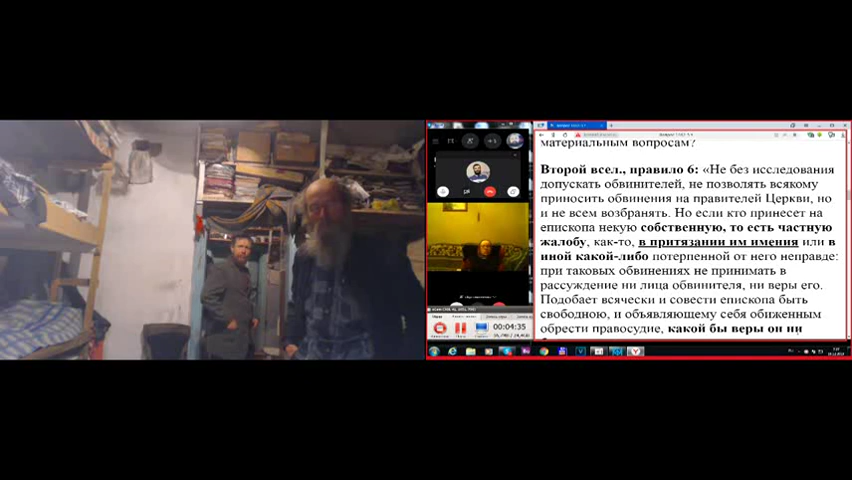 материальным вопросам?
Второй всел., правило 6: «Не без исследования
допускать обвинителей, не позволять всякому
приносить обвинения на правителей Церкви, но
и не всем возбранять. Но если кто принесет на
епископа некую собственную, то есть частную
жалобу, как-то, в притязании им имения или в
иной какой-либо потерпенной от него неправде:
при таковых обвинениях не принимать в
рассуждение ни лица обвинителя, ни веры его.
Подобает всячески и совести епископа быть
свободною, и объявляющему себя обиженным
обрести правосудие, какой бы веры он ни
00:04:35